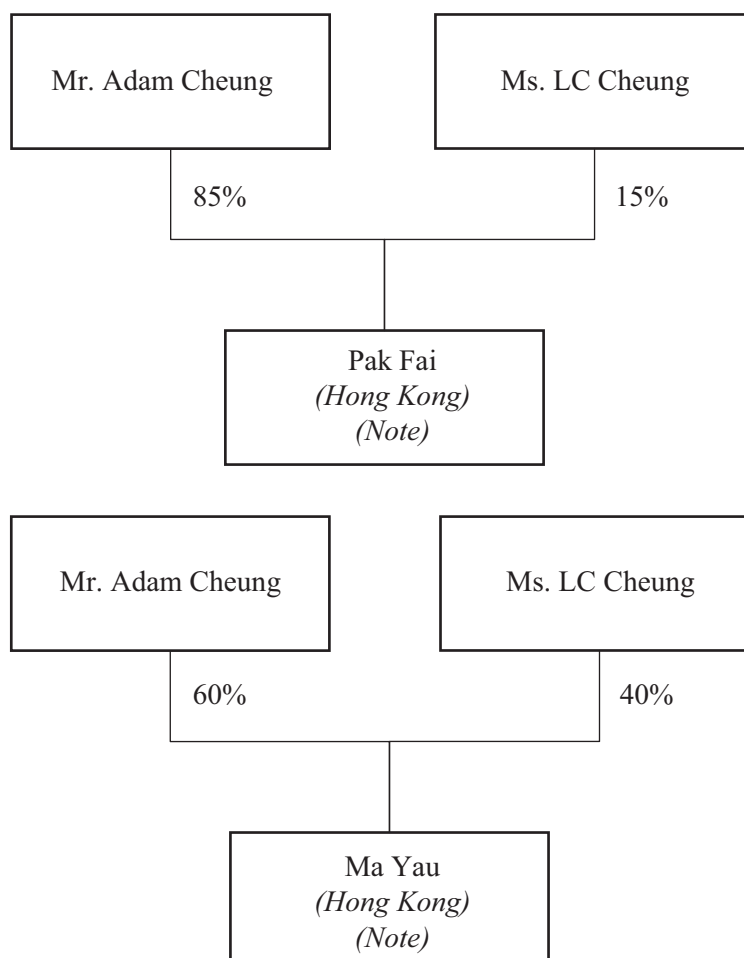 Mr. Adam Cheung
Ms. LC Cheung
85%
15%
Pak Fai
(Hong Kong)
(Note)
Mr. Adam Cheung
Ms. LC Cheung
60%
40%
Ma Yau
(Hong Kong)
(Note)